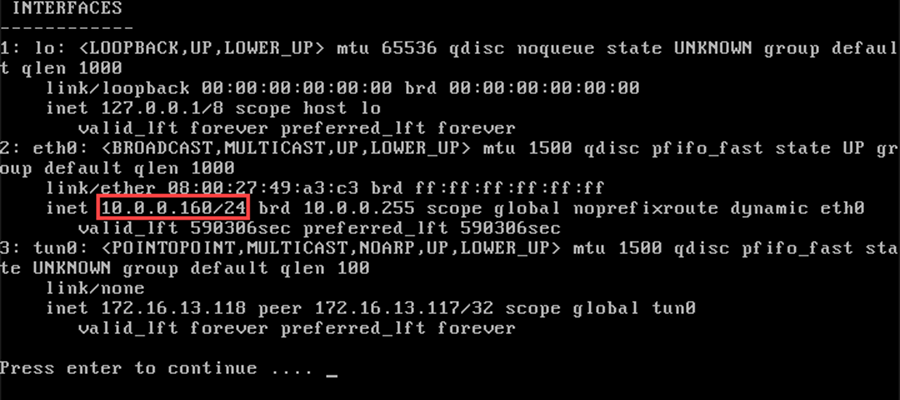 INTERFACES
------------
1: lo: <LOOPBACK,UP,LOWER_UP> mtu 65536 qdisc noqueue state UNKNOWN group defaul
t qlen 1000
    link/loopback 00:00:00:00:00:00 brd 00:00:00:00:00:00
    inet 127.0.0.1/8 scope host lo
       valid_lft forever preferred_lft forever
2: eth0: <BROADCAST,MULTICAST,UP,LOWER_UP> mtu 1500 qdisc pfifo_fast state UP gr
oup default qlen 1000
    link/ether 08:00:27:49:a3:c3 brd ff:ff:ff:ff:ff:ff
    inet 10.0.0.160/24 brd 10.0.0.255 scope global noprefixroute dynamic eth0
       valid_lft 590306sec preferred_lft 590306sec
3: tun0: <POINTOPOINT,MULTICAST,NOARP,UP,LOWER_UP> mtu 1500 qdisc pfifo_fast sta
te UNKNOWN group default qlen 100
    link/none
    inet 172.16.13.118 peer 172.16.13.117/32 scope global tun0
       valid_lft forever preferred_lft forever
Press enter to continue .... _